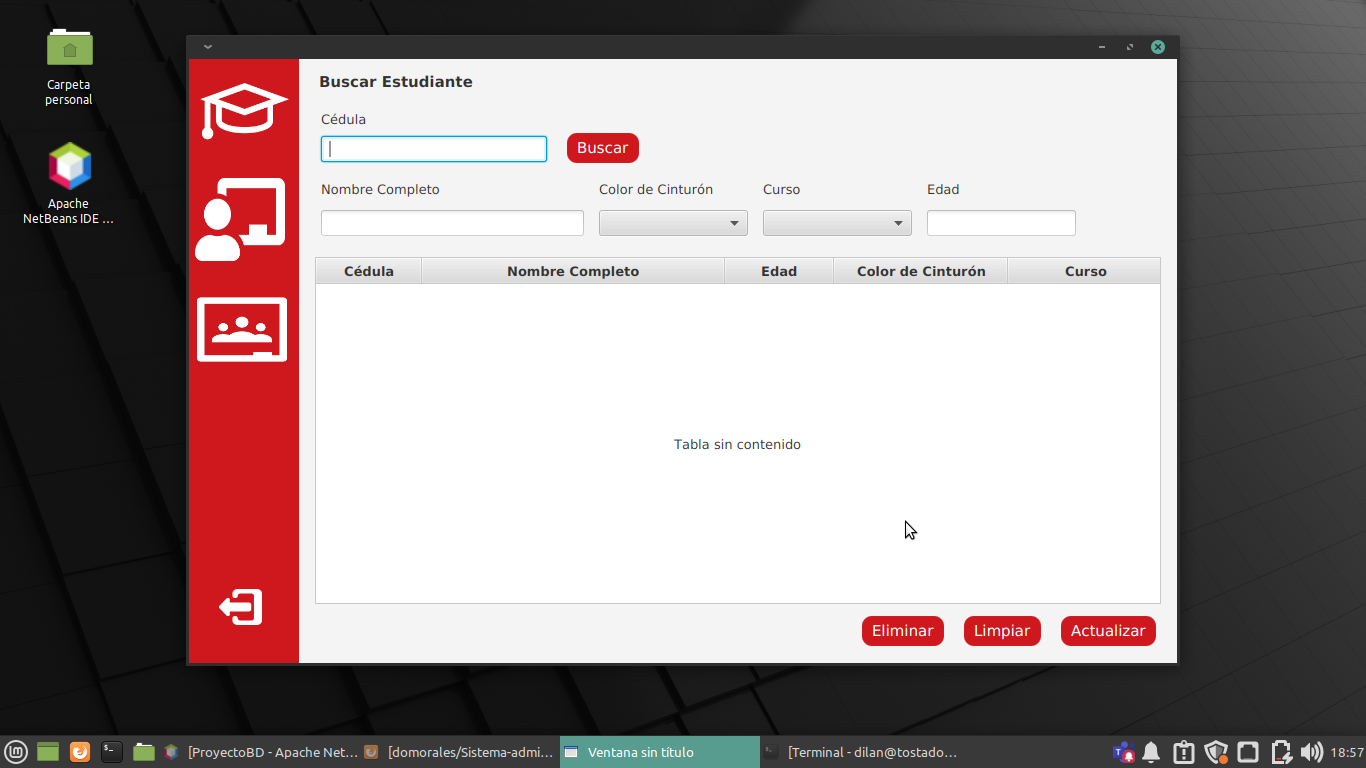 Carpeta
personal
Apache
NetBeans IDE ...
Buscar Estudiante
Cédula
Buscar
Nombre Completo
Color de Cinturón
Curso
Edad
Cédula
Nombre Completo
Edad
Color de Cinturón
Curso
Tabla sin contenido
Eliminar
Limpiar
Actualizar
[ProyectoBD - Apache Net...
[domorales/Sistema-admi...
Ventana sin título
[Terminal - dilan@tostado...
18:57